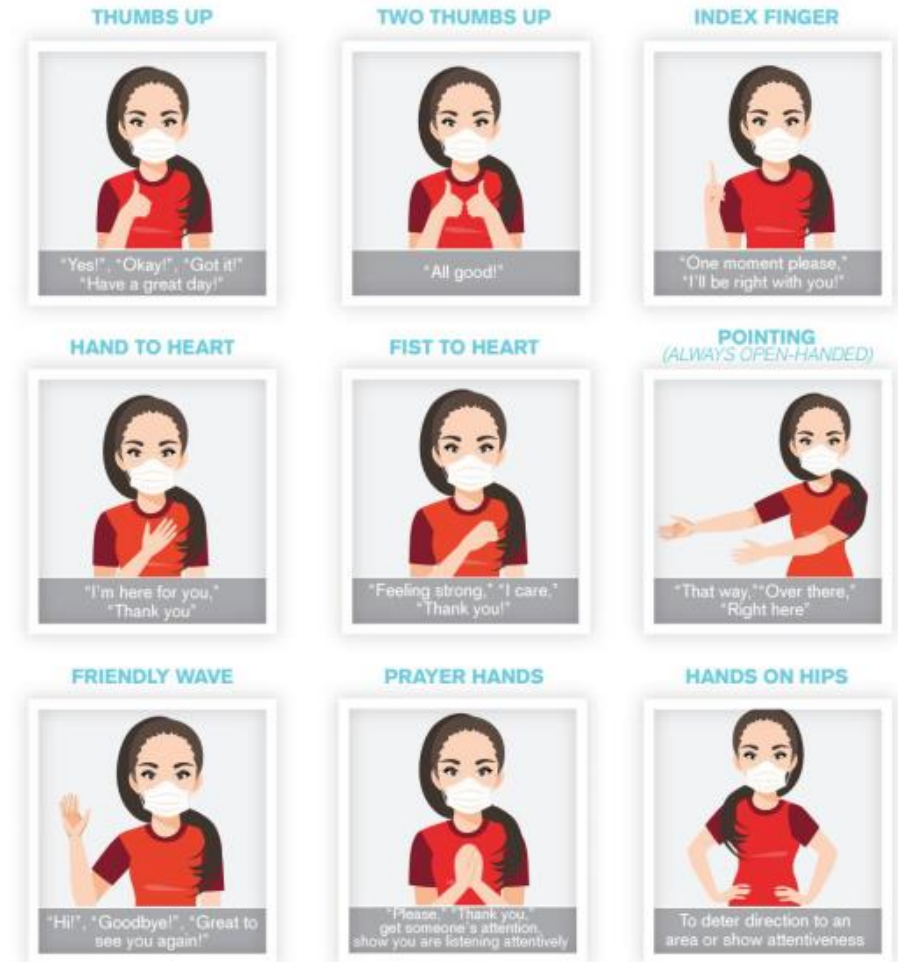 THUMBS UP
"Yes!", "Okay!", "Got it!"
"Have a great day!"
TWO THUMBS UP
"All good!"
INDEX FINGER
"One moment please,"
"I'll be right with you!"
HAND TO HEART
"I'm here for you,"
"Thank you"
FIST TO HEART
"Feeling strong," "I care,"
"Thank you!"
POINTING
(ALWAYS OPEN-HANDED)
"That way,""Over there,"
"Right here"
FRIENDLY WAVE
"Hi!", "Goodbye!", "Great to
see you again!"
PRAYER HANDS
"Please," "Thank you,"
get someone's attention,
show you are listening attentively
HANDS ON HIPS
To deter direction to an
area or show attentiveness